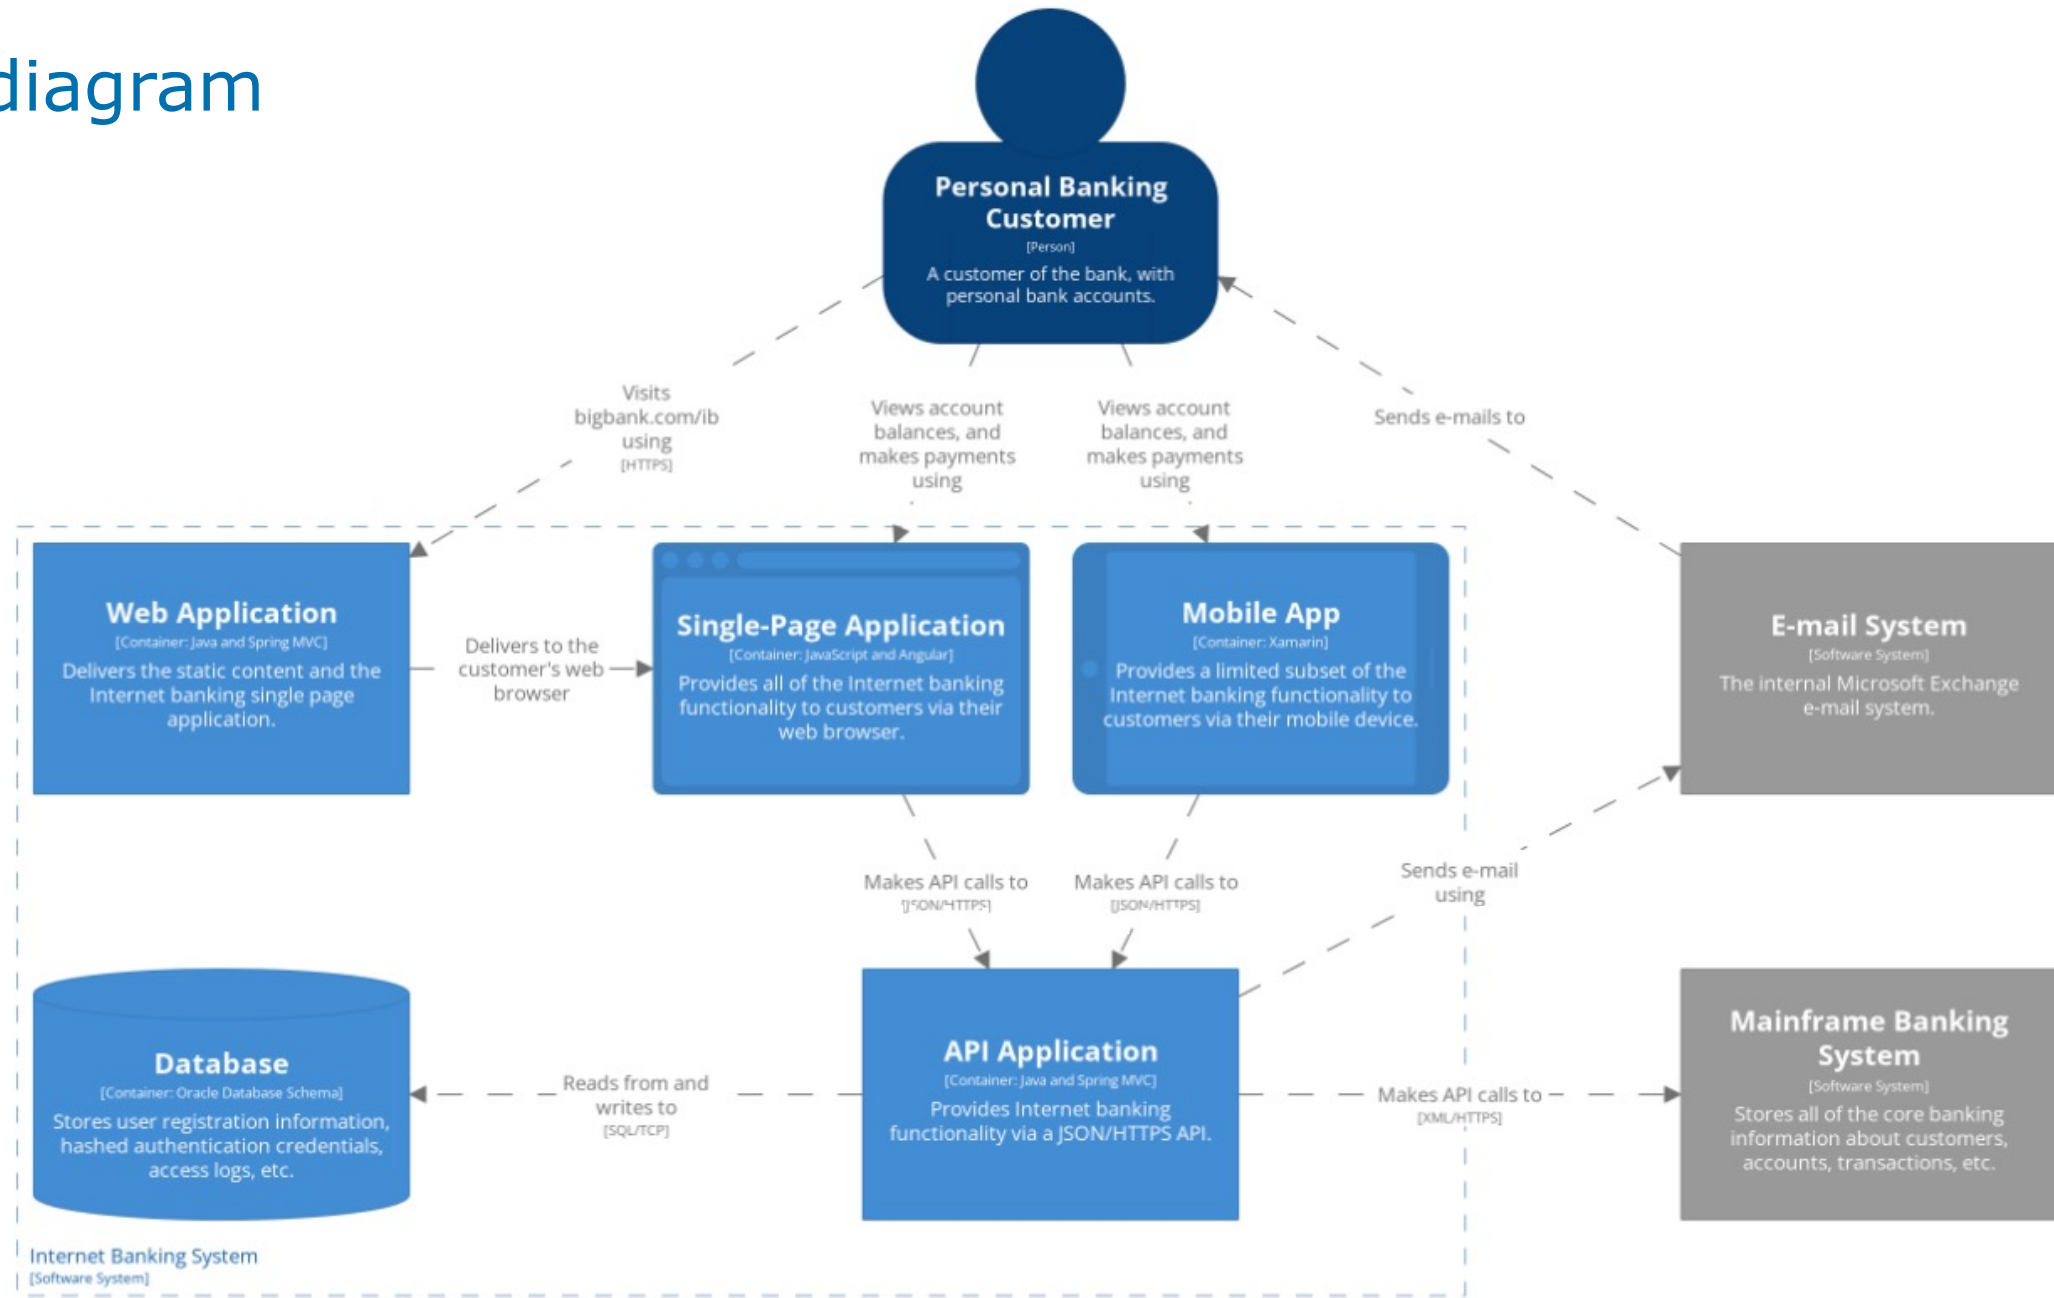 diagram
Personal Banking
Customer
[Person]
A customer of the bank, with
personal bank accounts.
Visits
bigbank.com/ib
using
[HTTPS]
Views account
balances, and
makes payments
using
Views account
balances, and
makes payments
using
Sends e-mails to
Web Application
[Container: Java and Spring MVC]
Delivers the static content and the
Internet banking single page
application.
Delivers to the
customer's web
browser
Single-Page Application
[Container: JavaScript and Angular]
Provides all of the Internet banking
functionality to customers via their
web browser.
Mobile App
[Container: Xamarin]
Provides a limited subset of the
Internet banking functionality to
customers via their mobile device.
E-mail System
[Software System]
The internal Microsoft Exchange
e-mail system.
Makes API calls to
[JSON/HTTPS]
Makes API calls to
[JSON/HTTPS]
Sends e-mail
using
Database
[Container: Oracle Database Schema]
Stores user registration information,
hashed authentication credentials,
access logs, etc.
Reads from and
writes to
[SQL/TCP]
API Application
[Container: Java and Spring MVC]
Provides Internet banking
functionality via a JSON/HTTPS API.
Makes API calls to
[XML/HTTPS]
Mainframe Banking
System
[Software System]
Stores all of the core banking
information about customers,
accounts, transactions, etc.
Internet Banking System
[Software System]